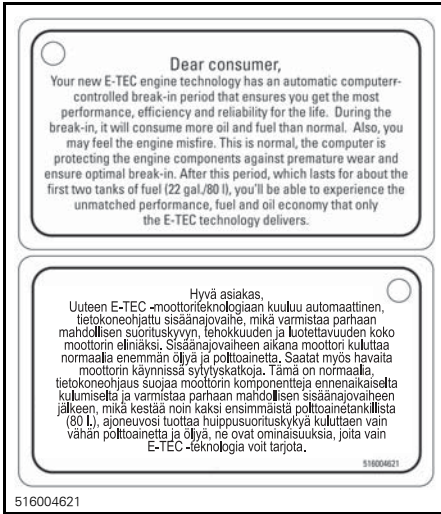 Dear consumer,
Your new E-TEC engine technology has an automatic computerr-
controlled break-in period that ensures you get the most
performance, efficiency and reliability for the life. During the
break-in, it will consume more oil and fuel than normal. Also, you
may feel the engine misfire. This is normal, the computer is
protecting the engine components against premature wear and
ensure optimal break-in. After this period, which lasts for about the
first two tanks of fuel (22 gal./80 l), you'll be able to experience the
unmatched performance, fuel and oil economy that only
the E-TEC technology delivers.
Hyvä asiakas,
Uuteen E-TEC -moottoriteknologiaan kuuluu automaattinen,
tietokoneohjattu sisäänajovaihe, mikä varmistaa parhaan
mahdollisen suorituskyvyn, tehokkuuden ja luotettavuuden koko
moottorin eliniäksi. Sisäänajovaiheen aikana moottori kuluttaa
normaalia enemmän öljyä ja polttoainetta. Saatat myös havaita
moottorin käynnissä sytytyskatkoja. Tämä on normaalia,
tietokoneohjaus suojaa moottorin komponentteja ennenaikaiselta
kulumiselta ja varmistaa parhaan mahdollisen sisäänajovaiheen
jälkeen, mikä kestää noin kaksi ensimmäistä polttoainetankillista
(80 l.), ajoneuvosi tuottaa huippusuorituskykyä kuluttaen vain
vähän polttoainetta ja öljyä, ne ovat ominaisuuksia, joita vain
E-TEC -teknologia voit tarjota.
516004621
516004621